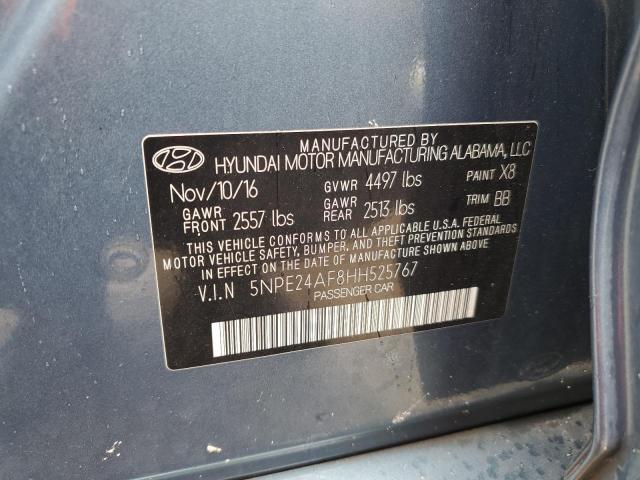 MANUFACTURED BY
HYUNDAI MOTOR MANUFACTURING ALABAMA, LLC
Nov/10/16 GVWR 4497 lbs PAINT X8
GAWR FRONT 2557 lbs GAWR REAR 2513 lbs TRIM BB
THIS VEHICLE CONFORMS TO ALL APPLICABLE U.S.A. FEDERAL
MOTOR VEHICLE SAFETY, BUMPER, AND THEFT PREVENTION STANDARDS
IN EFFECT ON THE DATE OF MANUFACTURE SHOWN ABOVE.
V.I.N 5NPE24AF8HH525767
PASSENGER CAR